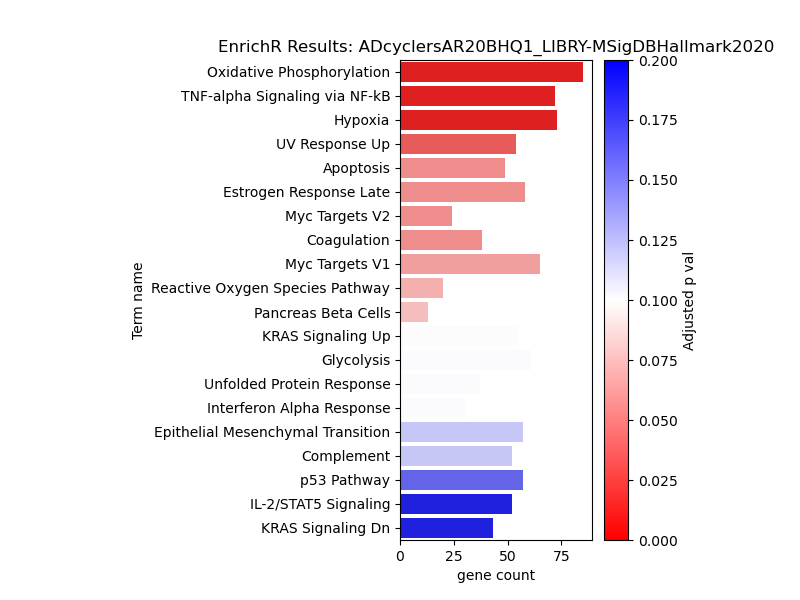 EnrichR Results: ADcyclersAR20BHQ1_LIBRY-MSigDBHallmark2020
Term name
Oxidative Phosphorylation
TNF-alpha Signaling via NF-kB
Hypoxia
UV Response Up
Apoptosis
Estrogen Response Late
Myc Targets V2
Coagulation
Myc Targets V1
Reactive Oxygen Species Pathway
Pancreas Beta Cells
KRAS Signaling Up
Glycolysis
Unfolded Protein Response
Interferon Alpha Response
Epithelial Mesenchymal Transition
Complement
p53 Pathway
IL-2/STAT5 Signaling
KRAS Signaling Dn
0 25 50 75
gene count
0.200
0.175
0.150
0.125
0.100
0.075
0.050
0.025
0.000
Adjusted p val